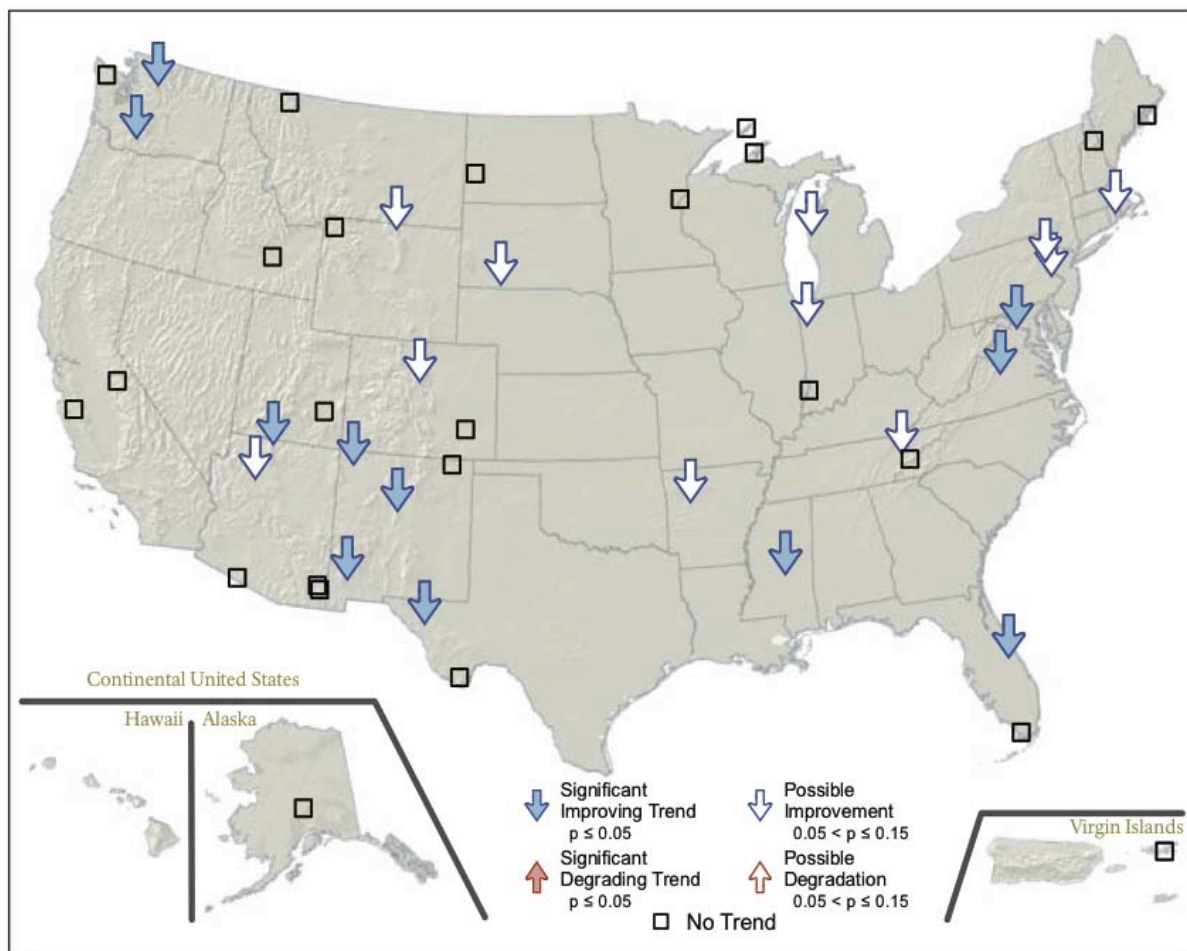 Continental United States
Hawaii
Alaska
Significant
Improving Trend
p ≤ 0.05
Possible
Improvement
0.05 < p ≤ 0.15
Significant
Degrading Trend
p ≤ 0.05
Possible
Degradation
0.05 < p ≤ 0.15
No Trend
Virgin Islands